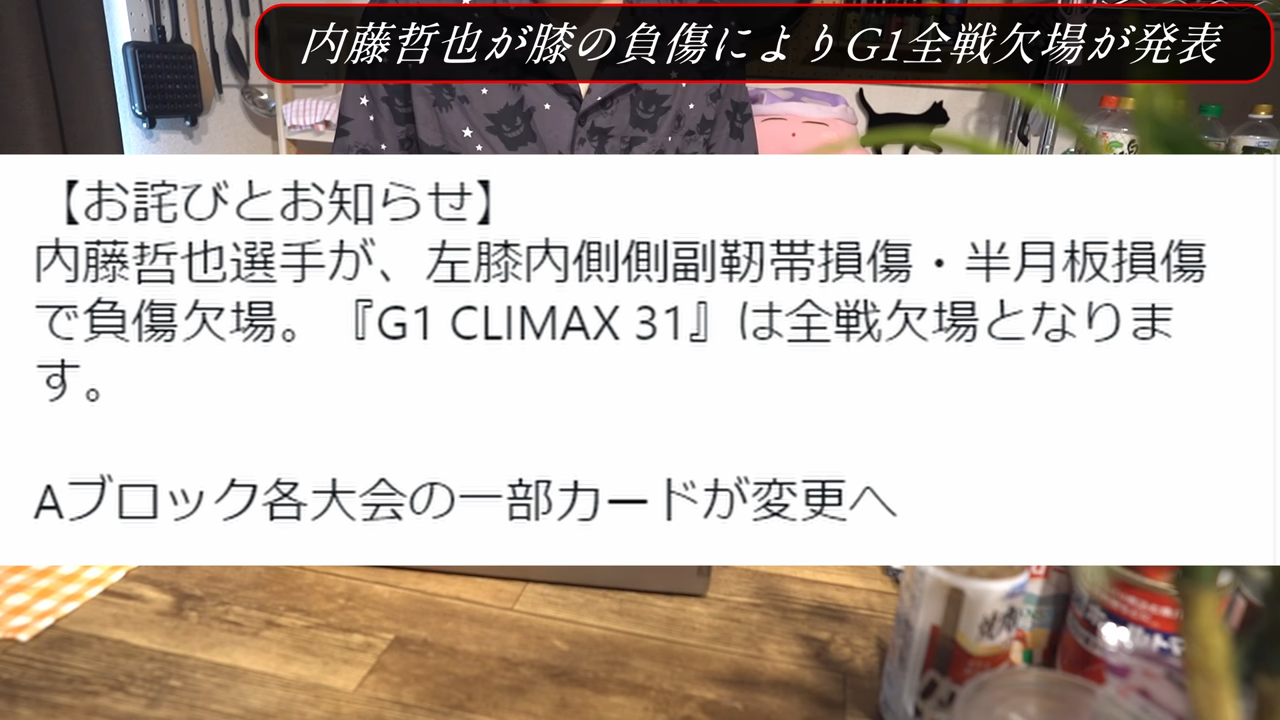 内藤哲也が膝の負傷によりG1全戦欠場が発表
【お詫びとお知らせ】
内藤哲也選手が、左膝内側側副靭帯損傷・半月板損傷
で負傷欠場。『G1 CLIMAX 31』は全戦欠場となりま
す。
Aブロック各大会の一部カードが変更へ